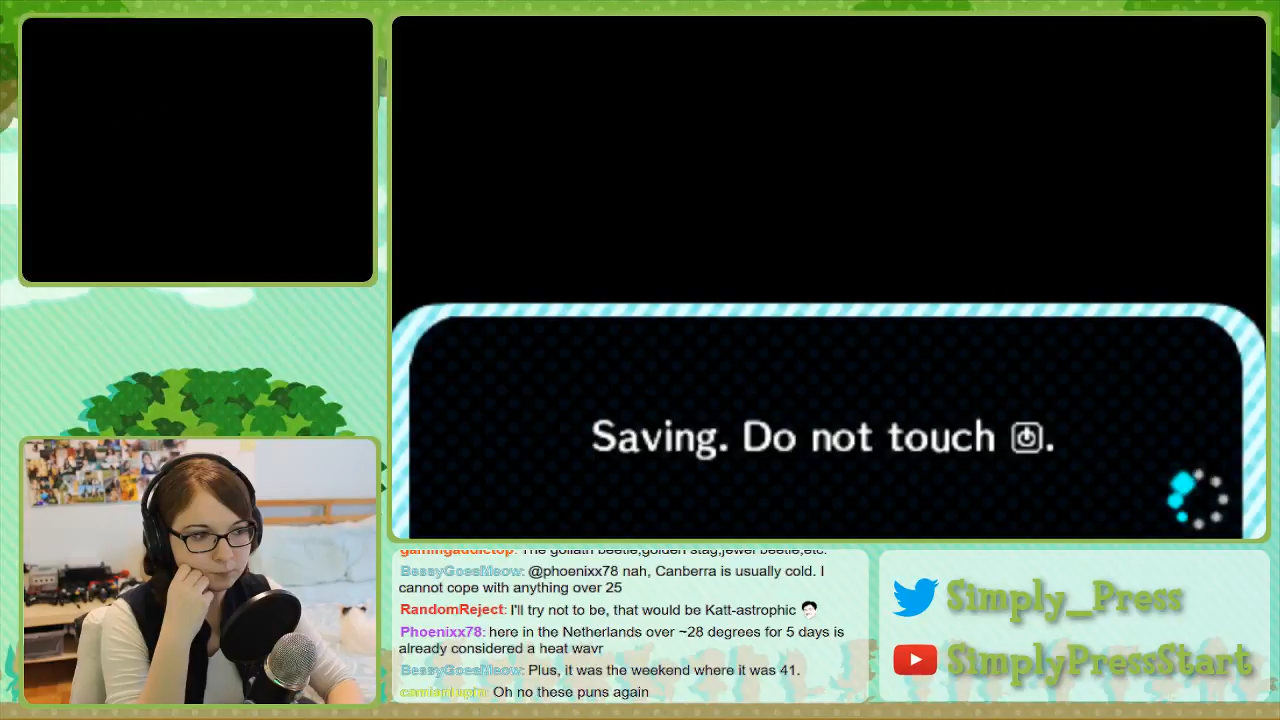 Saving. Do not touch .
gamingaddictop: The goliath beetle,golden stag,jewel beetle,etc.
BessyGoesMeow: @phoenixx78 nah, Canberra is usually cold. I
cannot cope with anything over 25
RandomReject: I'll try not to be, that would be Katt-astrophic
Phoenixx78: here in the Netherlands over ~28 degrees for 5 days is
already considered a heat wavr
BessyGoesMeow: Plus, it was the weekend where it was 41.
Oh no these puns again
Simply_Press
SimplyPressStart